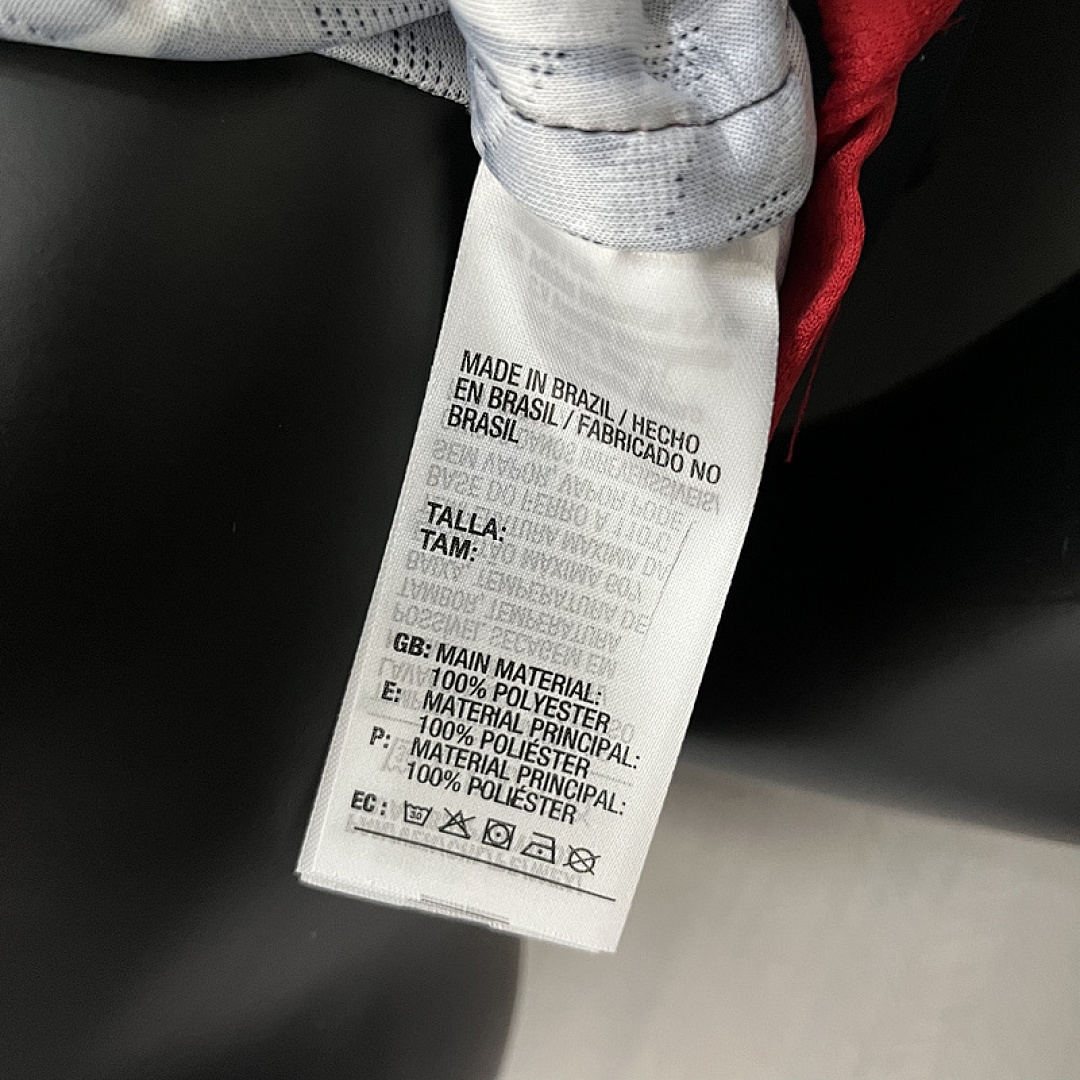 MADE IN BRAZIL / HECHO
EN BRASIL / FABRICADO NO
BRASIL
TALLA:
TAM:
GB: MAIN MATERIAL:
100% POLYESTER
E: MATERIAL PRINCIPAL:
100% POLIÉSTER
P: MATERIAL PRINCIPAL:
100% POLIÉSTER
EC: 30